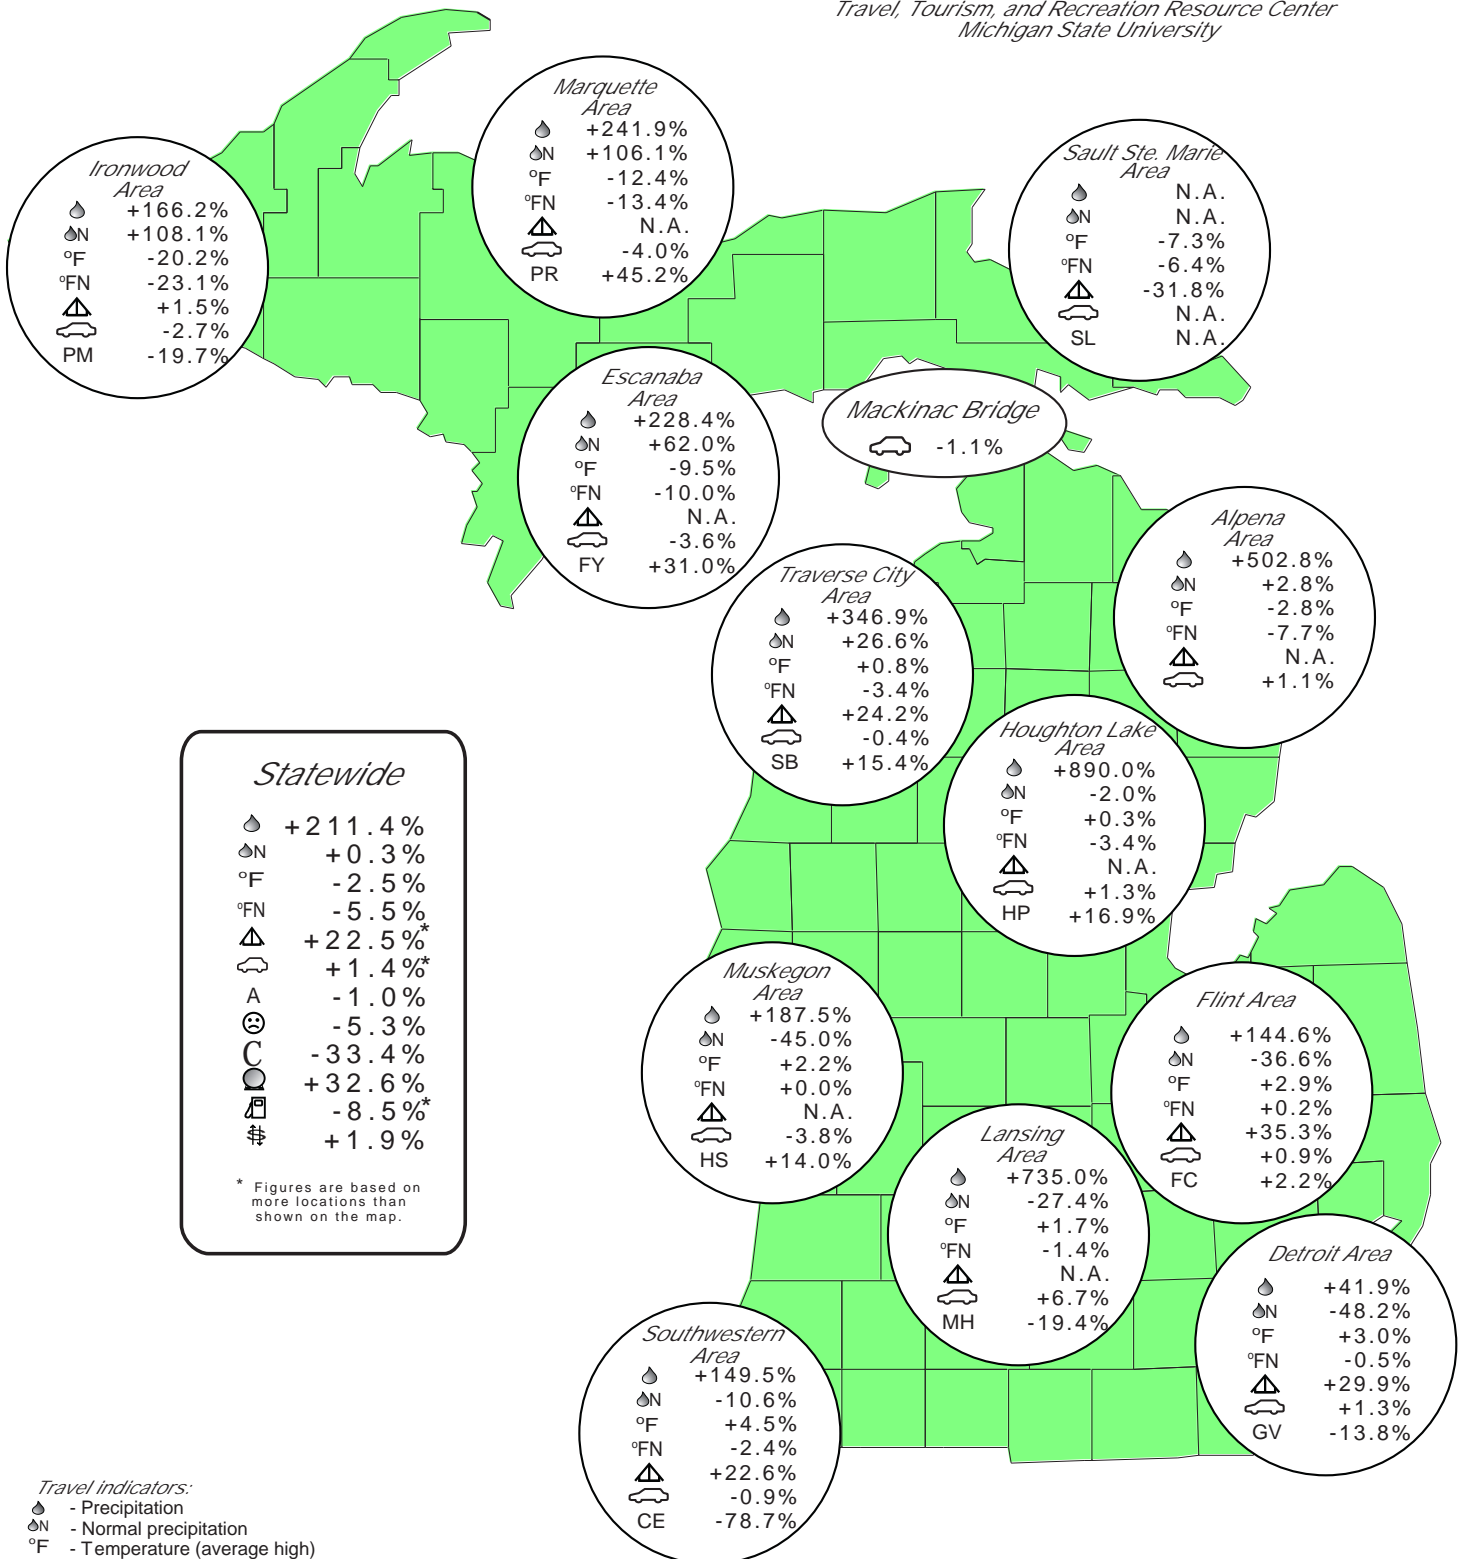 Travel, Tourism, and Recreation Resource Center
Michigan State University
Marquette
Area
+241.9%
N +106.1%
°F -12.4%
°FN -13.4%
N.A.
-4.0%
PR +45.2%
Sault Ste. Marie
Area
N.A.
N N.A.
°F -7.3%
°FN -6.4%
-31.8%
N.A.
SL N.A.
Ironwood
Area
+166.2%
N +108.1%
°F -20.2%
°FN -23.1%
+1.5%
-2.7%
PM -19.7%
Escanaba
Area
+228.4%
N +62.0%
°F -9.5%
°FN -10.0%
N.A.
-3.6%
FY +31.0%
Mackinac Bridge
-1.1%
Alpena
Area
+502.8%
N +2.8%
°F -2.8%
°FN -7.7%
N.A.
+1.1%
Traverse City
Area
+346.9%
N +26.6%
°F +0.8%
°FN -3.4%
+24.2%
-0.4%
SB +15.4%
Houghton Lake
Area
+890.0%
N -2.0%
°F +0.3%
°FN -3.4%
N.A.
+1.3%
HP +16.9%
Statewide
+211.4%
N +0.3%
°F -2.5%
°FN -5.5%
+22.5%*
+1.4%*
A -1.0%
-5.3%
C -33.4%
+32.6%
-8.5%*
+1.9%
* Figures are based on
more locations than
shown on the map.
Muskegon
Area
+187.5%
N -45.0%
°F +2.2%
°FN +0.0%
N.A.
-3.8%
HS +14.0%
Flint Area
+144.6%
N -36.6%
°F +2.9%
°FN +0.2%
+35.3%
+0.9%
FC +2.2%
Lansing
Area
+735.0%
N -27.4%
°F +1.7%
°FN -1.4%
N.A.
+6.7%
MH -19.4%
Detroit Area
+41.9%
N -48.2%
°F +3.0%
°FN -0.5%
+29.9%
+1.3%
GV -13.8%
Southwestern
Area
+149.5%
N -10.6%
°F +4.5%
°FN -2.4%
+22.6%
-0.9%
CE -78.7%
Travel indicators:
- Precipitation
N - Normal precipitation
°F - Temperature (average high)